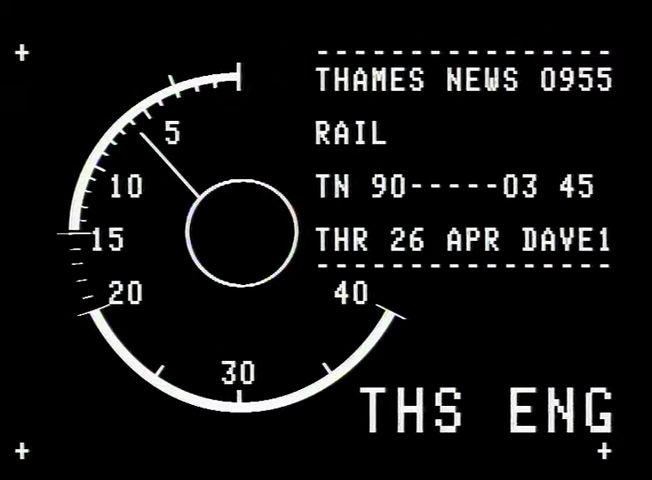 THAMES NEWS 0955
RAIL
TN 90-----03 45
THR 26 APR DAVE1
5
10
15
20
30
40
THS ENG